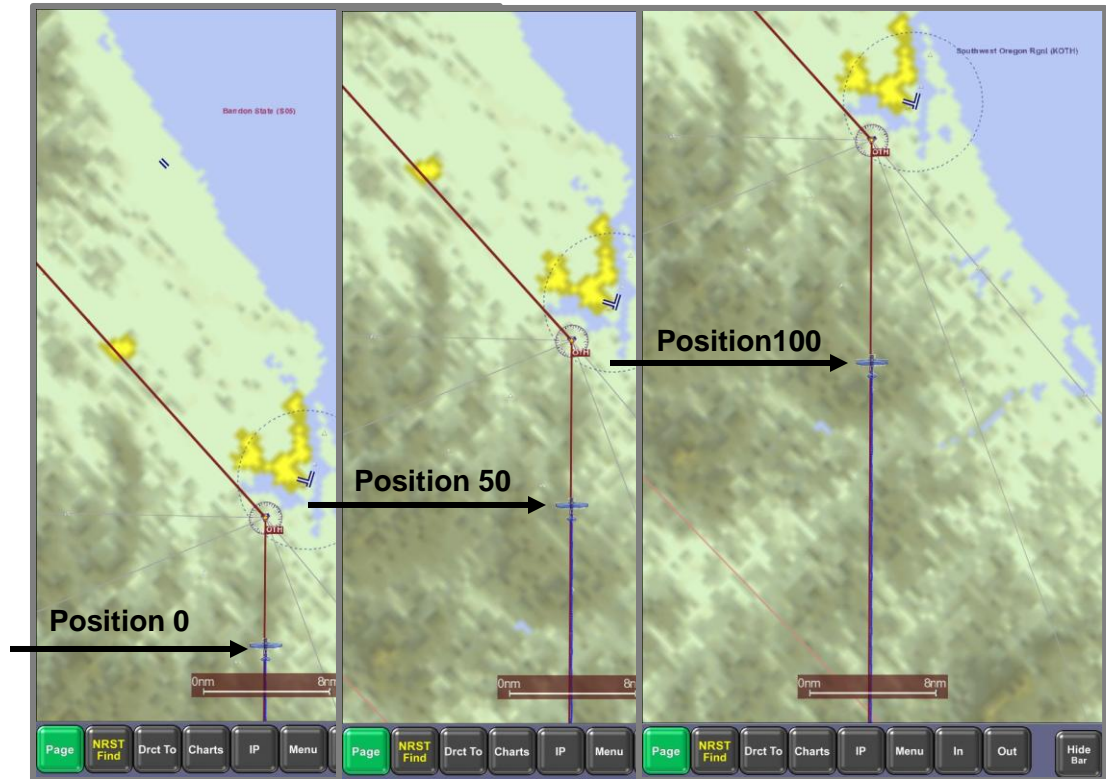 Bandon State (S05)
OTH
Position 0
0nm 8nm
Page
NRST
Find
Drct To
Charts
IP
Menu
OTH
Position 50
0nm 8n
Page
NRST
Find
Drct To
Charts
IP
Menu
Southwest Oregon Rgnl (KOTH)
OTH
Position100
0nm 8nm
Page
NRST
Find
Drct To
Charts
IP
Menu
In
Out
Hide
Bar